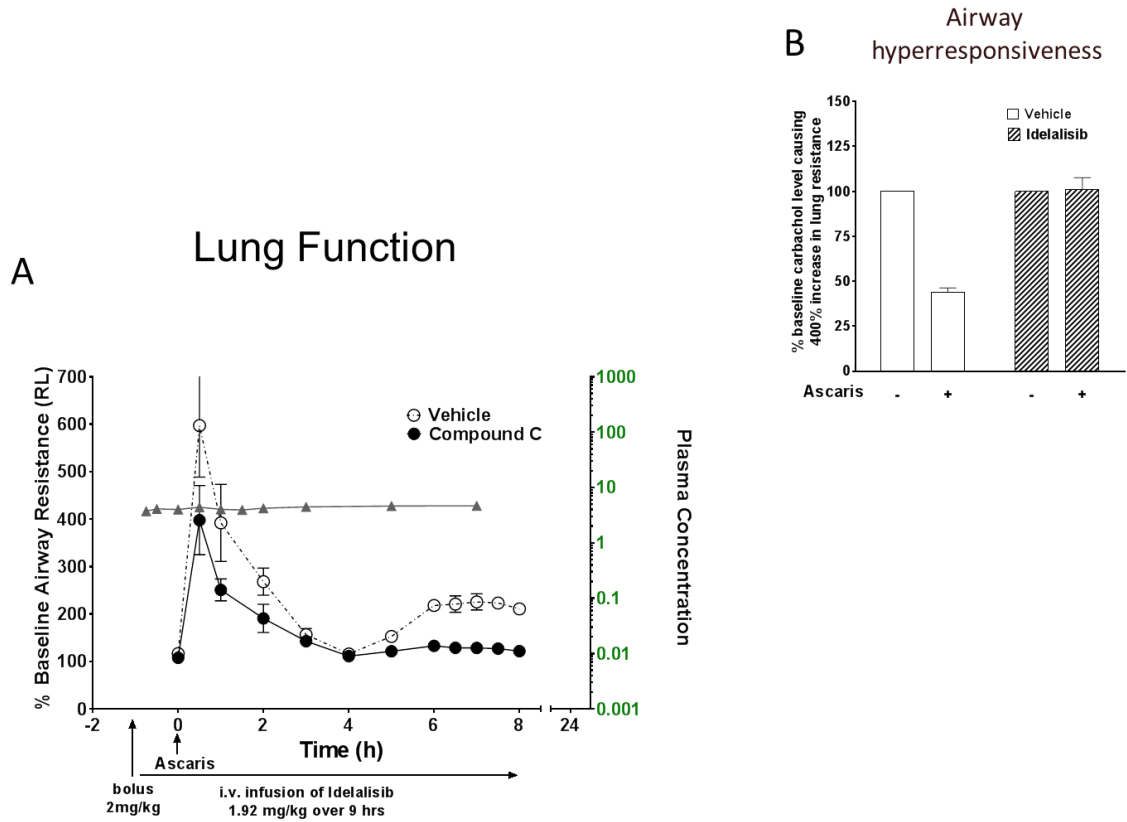 Lung Function
A
% Baseline Airway Resistance (RL)
700
600
500
400
300
200
100
0
Vehicle
Compound C
1000
100
10
1
0.1
0.01
0.001
Plasma Concentration
-2
0
2
4
6
8
24
Time (h)
Ascaris
bolus
2mg/kg
i.v. infusion of Idelalisib
1.92 mg/kg over 9 hrs
B
Airway
hyperresponsiveness
% baseline carbachol level causing
400% increase in lung resistance
150
125
100
75
50
25
0
Vehicle
Idelalisib
Ascaris - + - +